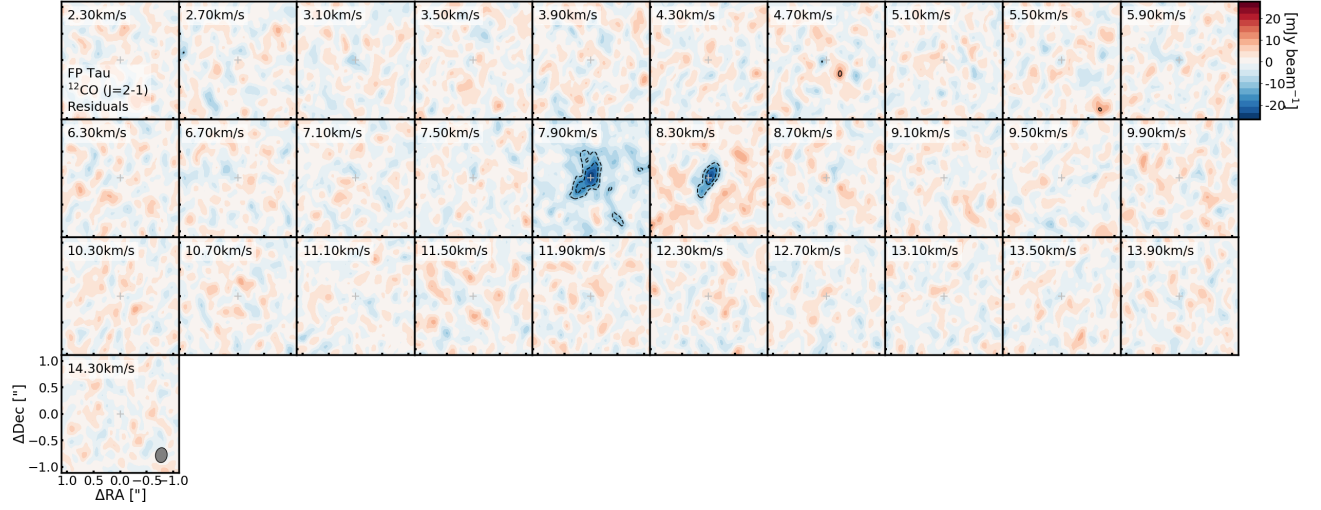 2.30km/s 2.70km/s 3.10km/s 3.50km/s 3.90km/s 4.30km/s 4.70km/s 5.10km/s 5.50km/s 5.90km/s
FP Tau
¹²CO (J=2-1)
Residuals
20
10
0
−10
−20
[mJy beam⁻¹]
6.30km/s 6.70km/s 7.10km/s 7.50km/s 7.90km/s 8.30km/s 8.70km/s 9.10km/s 9.50km/s 9.90km/s
10.30km/s 10.70km/s 11.10km/s 11.50km/s 11.90km/s 12.30km/s 12.70km/s 13.10km/s 13.50km/s 13.90km/s
14.30km/s
1.0
0.5
0.0
−0.5
−1.0
ΔDec ["]
1.0 0.5 0.0 −0.5 −1.0
ΔRA ["]